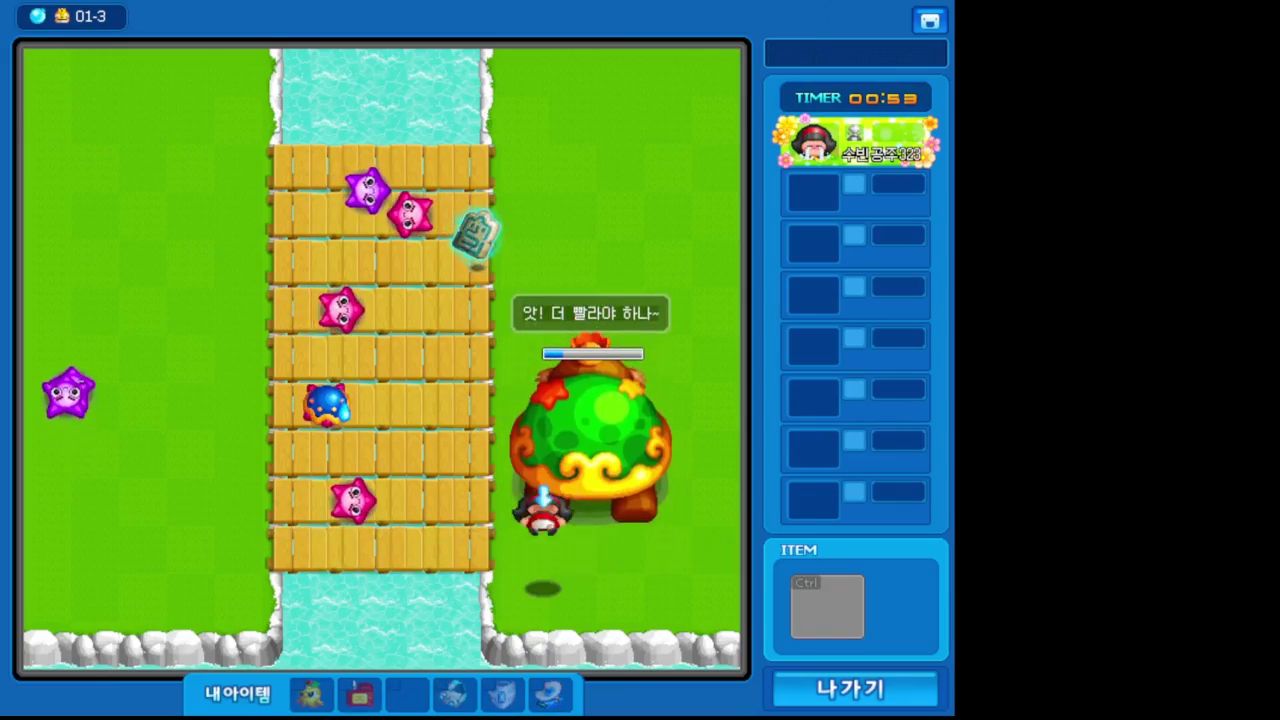 01-3
TIMER 00:53
수빈공주323
앗! 더 빨라야 하나~
ITEM
Ctrl
내 아이템
나가기